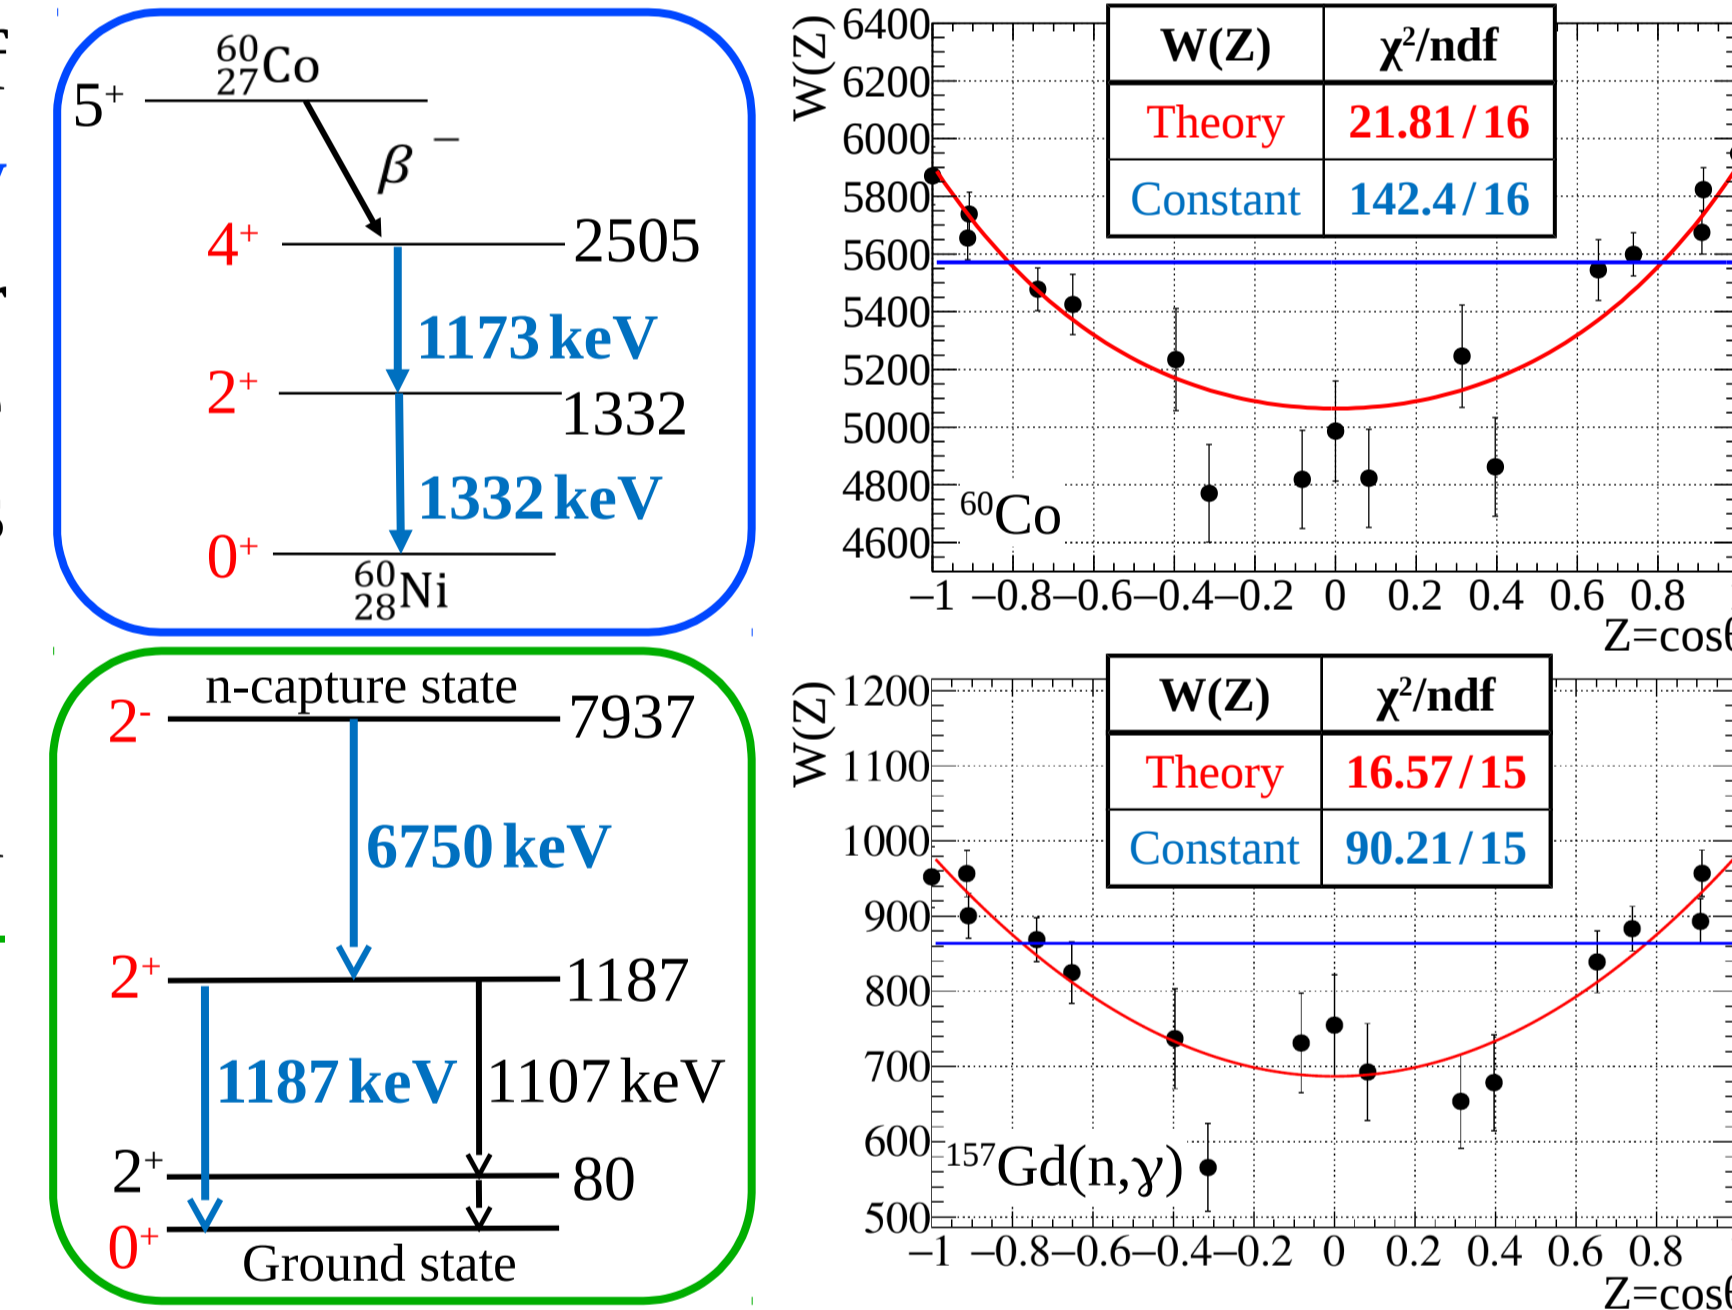 60
27Co
5+
β −
4+
2505
1173 keV
2+
1332
1332 keV
0+
60
28Ni
n-capture state
2-
7937
6750 keV
2+
1187
1187 keV
1107 keV
2+
80
0+
Ground state
W(Z)
6400
6200
6000
5800
5600
5400
5200
5000
4800
4600
W(Z) χ²/ndf
Theory 21.81/16
Constant 142.4/16
⁶⁰Co
−1 −0.8 −0.6 −0.4 −0.2 0 0.2 0.4 0.6 0.8
Z=cos
W(Z)
1200
1100
1000
900
800
700
600
500
W(Z) χ²/ndf
Theory 16.57/15
Constant 90.21/15
¹⁵⁷Gd(n,γ)
−1 −0.8 −0.6 −0.4 −0.2 0 0.2 0.4 0.6 0.8
Z=cos